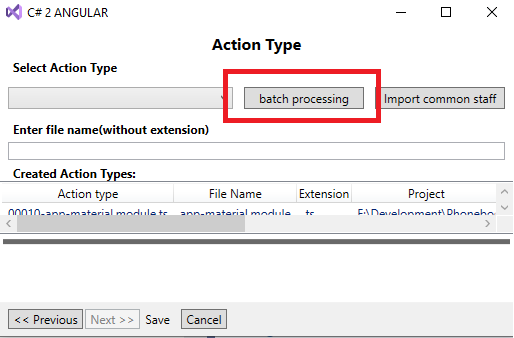 C# 2 ANGULAR
Action Type
Select Action Type
batch processing
Import common staff
Enter file name(without extension)
Created Action Types:
Action type File Name Extension Project
00010-app-material.module.ts app-material.module ts F:\Development\Phonebo
<< Previous Next >> Save Cancel